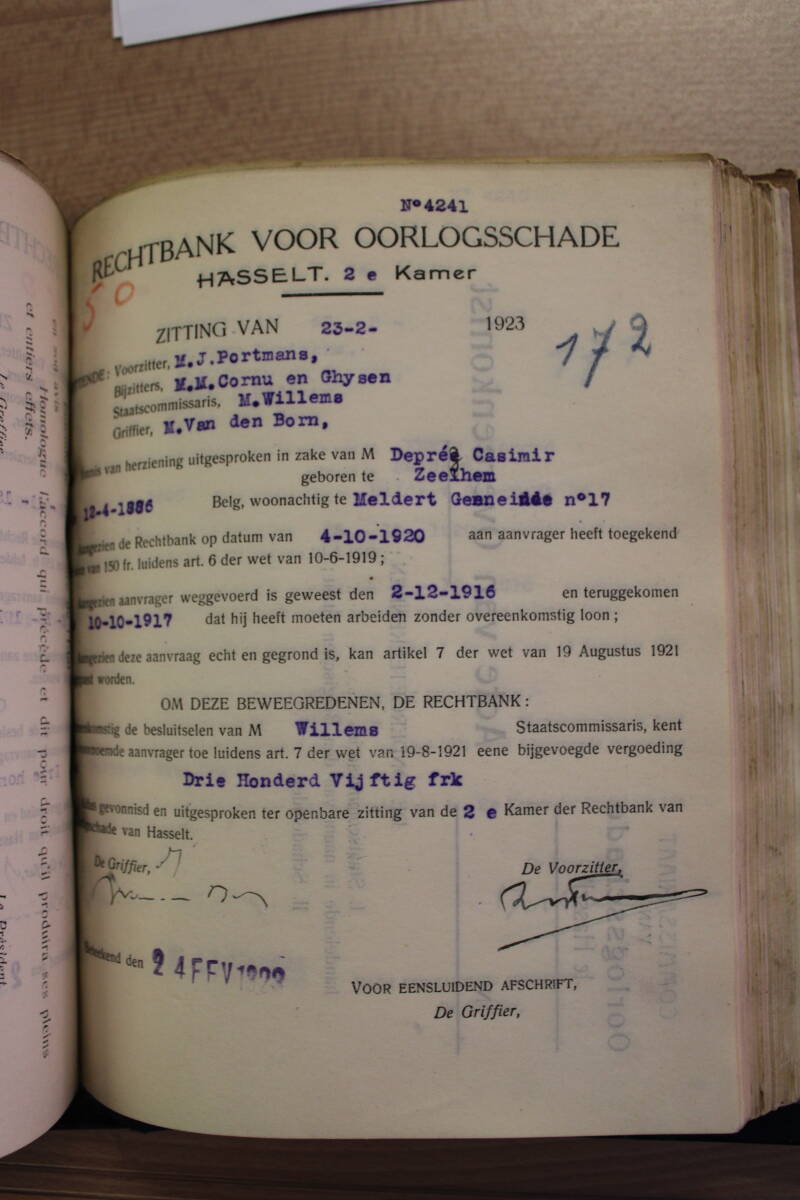 Nº 4241
RECHTBANK VOOR OORLOGSSCHADE
HASSELT. 2 e Kamer
50
ZITTING VAN 23-2- 1923
172
Voorzitter, M.J.Portmans,
Bijzitters, M.M.Cornu en Ghysen
Staatscommissaris, M.Willems
Griffier, M.Van den Born,
van herziening uitgesproken in zake van M Depré Casimir
geboren te Zeelhem
12-4-1886 Belg, woonachtig te Meldert Gemeinde nº17
de Rechtbank op datum van 4-10-1920 aan aanvrager heeft toegekend
van 150 fr. luidens art. 6 der wet van 10-6-1919 ;
aanvrager weggevoerd is geweest den 2-12-1916 en teruggekomen
10-10-1917 dat hij heeft moeten arbeiden zonder overeenkomstig loon ;
deze aanvraag echt en gegrond is, kan artikel 7 der wet van 19 Augustus 1921
worden.
OM DEZE BEWEEGREDENEN, DE RECHTBANK :
de besluitselen van M Willems Staatscommissaris, kent
aanvrager toe luidens art. 7 der wet van 19-8-1921 eene bijgevoegde vergoeding
Drie Honderd Vijftig frk
gevonnisd en uitgesproken ter openbare zitting van de 2 e Kamer der Rechtbank van
van Hasselt.
De Griffier,
De Voorzitter,
den 24 FEV
VOOR EENSLUIDEND AFSCHRIFT,
De Griffier,
Homologue l'accord qui précède et dit pour droit qu'il produira ses pleins
et entiers effets.
Le Greffier
Le Président